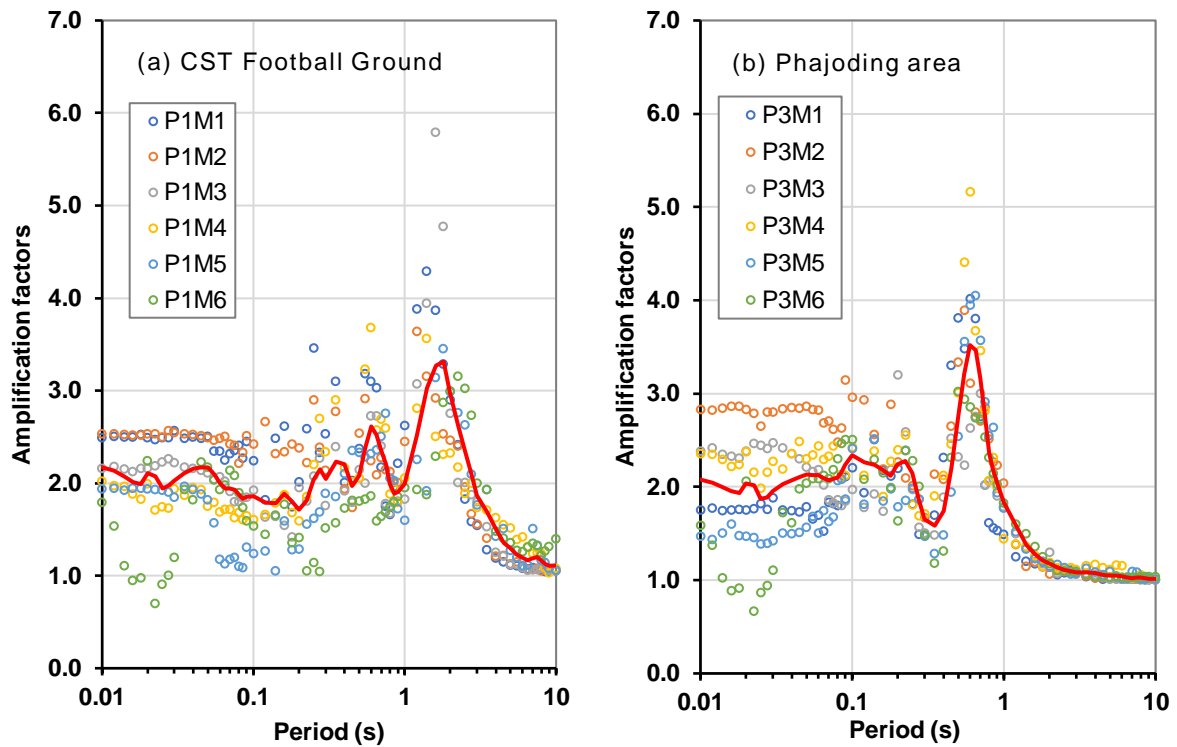 (a) CST Football Ground
P1M1
P1M2
P1M3
P1M4
P1M5
P1M6
7.0
6.0
5.0
4.0
3.0
2.0
1.0
0.0
0.01
0.1
1
10
Amplification factors
Period (s)
(b) Phajoding area
P3M1
P3M2
P3M3
P3M4
P3M5
P3M6
7.0
6.0
5.0
4.0
3.0
2.0
1.0
0.0
0.01
0.1
1
10
Amplification factors
Period (s)